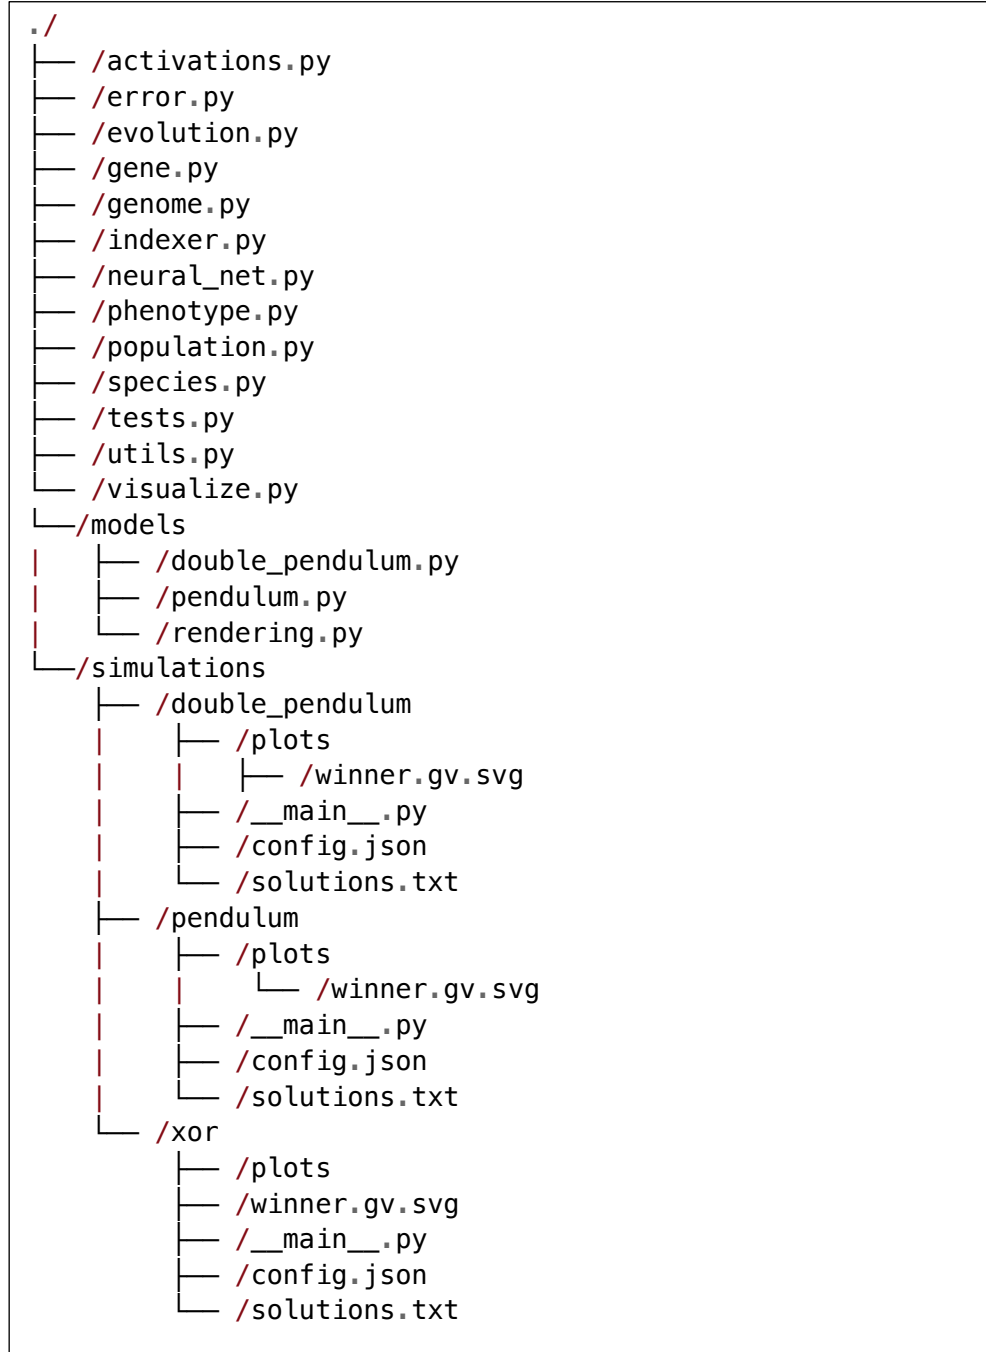 ./
├── /activations.py
├── /error.py
├── /evolution.py
├── /gene.py
├── /genome.py
├── /indexer.py
├── /neural_net.py
├── /phenotype.py
├── /population.py
├── /species.py
├── /tests.py
├── /utils.py
└── /visualize.py
└──/models
|   ├── /double_pendulum.py
|   ├── /pendulum.py
|   └── /rendering.py
└──/simulations
    ├── /double_pendulum
    |    ├── /plots
    |    |   ├── /winner.gv.svg
    |    ├── /__main__.py
    |    ├── /config.json
    |    └── /solutions.txt
    ├── /pendulum
    |    ├── /plots
    |    |    └── /winner.gv.svg
    |    ├── /__main__.py
    |    ├── /config.json
    |    └── /solutions.txt
    └── /xor
         ├── /plots
         ├── /winner.gv.svg
         ├── /__main__.py
         ├── /config.json
         └── /solutions.txt